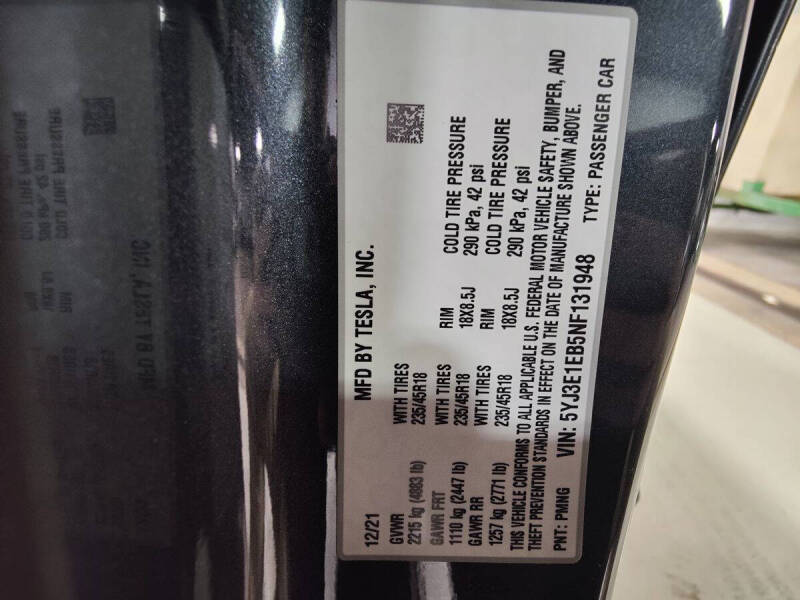 MFD BY TESLA, INC.
12/21
GVWR WITH TIRES RIM COLD TIRE PRESSURE
2215 kg (4883 lb) 235/45R18 18X8.5J 290 kPa, 42 psi
GAWR FRT WITH TIRES RIM COLD TIRE PRESSURE
1110 kg (2447 lb) 235/45R18 18X8.5J 290 kPa, 42 psi
GAWR RR WITH TIRES
1257 kg (2771 lb) 235/45R18
THIS VEHICLE CONFORMS TO ALL APPLICABLE U.S. FEDERAL MOTOR VEHICLE SAFETY, BUMPER, AND
THEFT PREVENTION STANDARDS IN EFFECT ON THE DATE OF MANUFACTURE SHOWN ABOVE.
PNT: PMNG VIN: 5YJ3E1EB5NF131948 TYPE: PASSENGER CAR